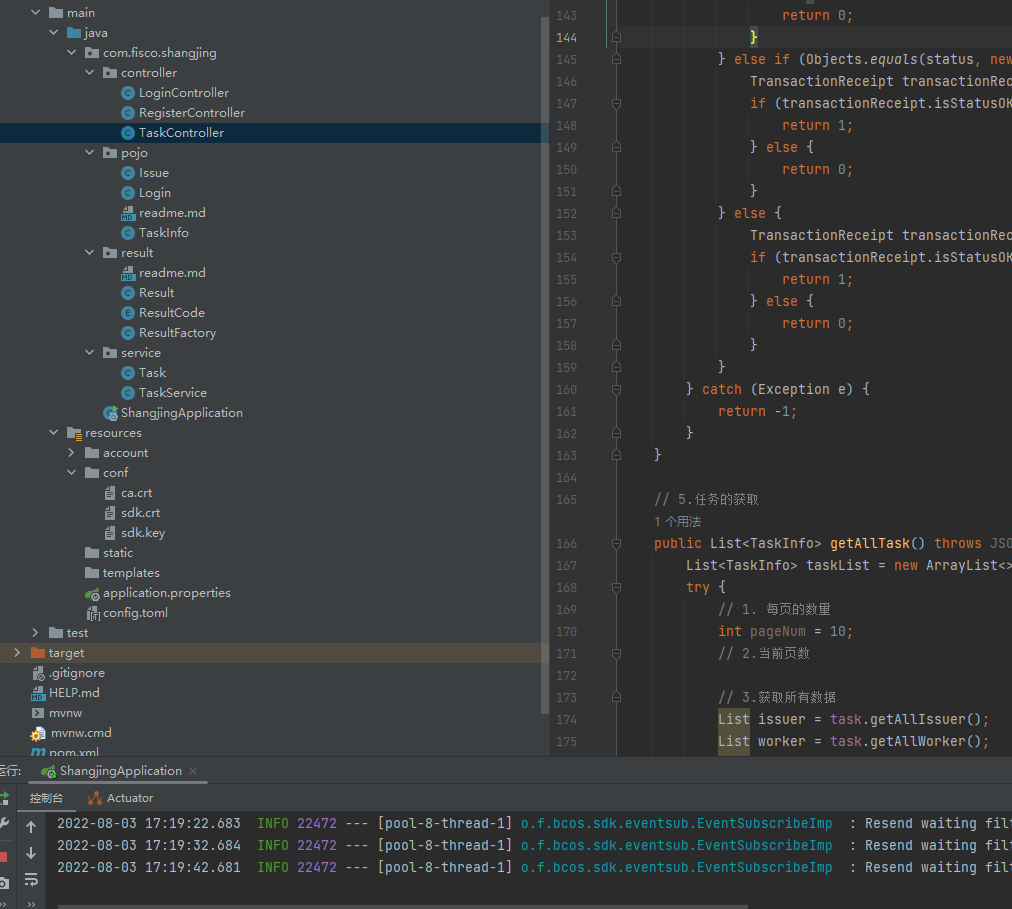 main
java
com.fisco.shangjing
controller
LoginController
RegisterController
TaskController
pojo
Issue
Login
readme.md
TaskInfo
result
readme.md
Result
ResultCode
ResultFactory
service
Task
TaskService
ShangjingApplication
resources
account
conf
ca.crt
sdk.crt
sdk.key
static
templates
application.properties
config.toml
test
target
.gitignore
HELP.md
mvnw
mvnw.cmd
pom.xml
143 return 0;
144 }
145 } else if (Objects.equals(status, new
146 TransactionReceipt transactionRec
147 if (transactionReceipt.isStatusOK
148 return 1;
149 } else {
150 return 0;
151 }
152 } else {
153 TransactionReceipt transactionRec
154 if (transactionReceipt.isStatusOK
155 return 1;
156 } else {
157 return 0;
158 }
159 }
160 } catch (Exception e) {
161 return -1;
162 }
163 }
164
165 // 5.任务的获取
1 个用法
166 public List<TaskInfo> getAllTask() throws JSO
167 List<TaskInfo> taskList = new ArrayList<>
168 try {
169 // 1. 每页的数量
170 int pageNum = 10;
171 // 2.当前页数
172
173 // 3.获取所有数据
174 List issuer = task.getAllIssuer();
175 List worker = task.getAllWorker();
运行: ShangjingApplication
控制台 Actuator
2022-08-03 17:19:22.683 INFO 22472 --- [pool-8-thread-1] o.f.bcos.sdk.eventsub.EventSubscribeImp : Resend waiting filt
2022-08-03 17:19:32.684 INFO 22472 --- [pool-8-thread-1] o.f.bcos.sdk.eventsub.EventSubscribeImp : Resend waiting filt
2022-08-03 17:19:42.681 INFO 22472 --- [pool-8-thread-1] o.f.bcos.sdk.eventsub.EventSubscribeImp : Resend waiting filt